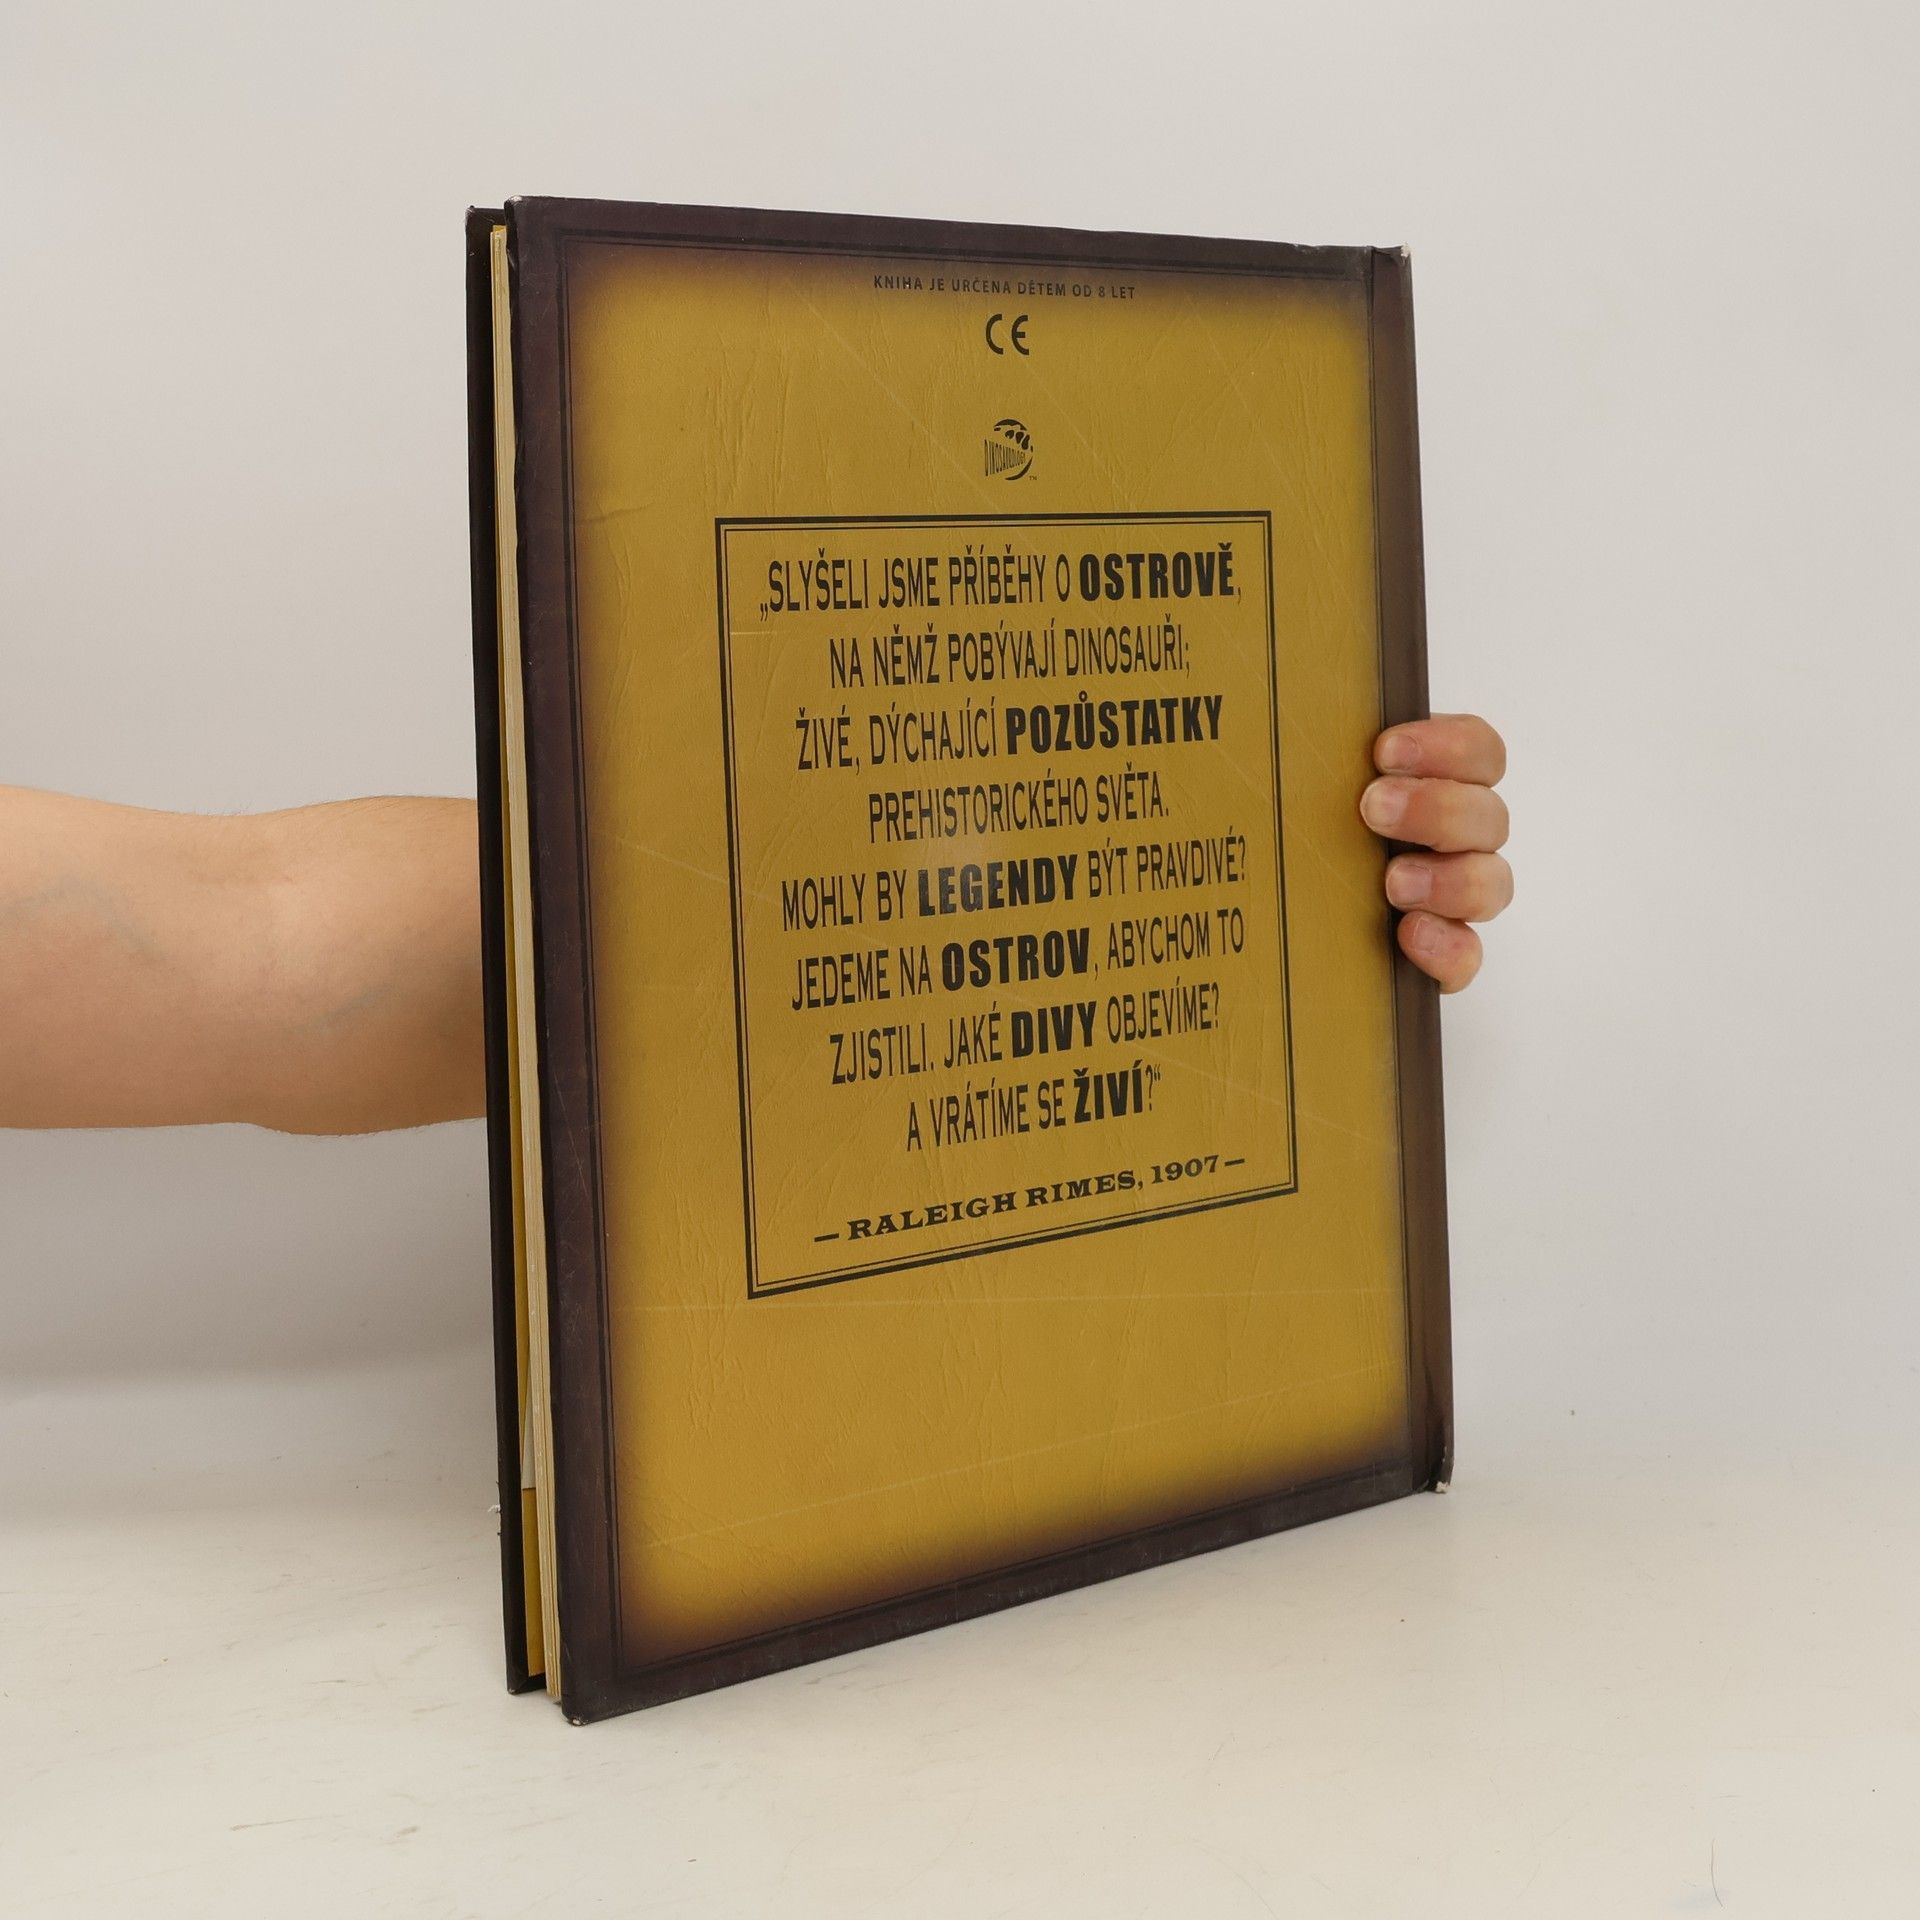 KNIHA JE URČENA DĚTEM OD 8 LET
CE
DINOSAUROLOGY
TM
„SLYŠELI JSME PŘÍBĚHY O OSTROVĚ,
NA NĚMŽ POBÝVAJÍ DINOSAUŘI;
ŽIVÉ, DÝCHAJÍCÍ POZŮSTATKY
PREHISTORICKÉHO SVĚTA.
MOHLY BY LEGENDY BÝT PRAVDIVÉ?
JEDEME NA OSTROV, ABYCHOM TO
ZJISTILI. JAKÉ DIVY OBJEVÍME?
A VRÁTÍME SE ŽIVÍ?“
— RALEIGH RIMES, 1907 —